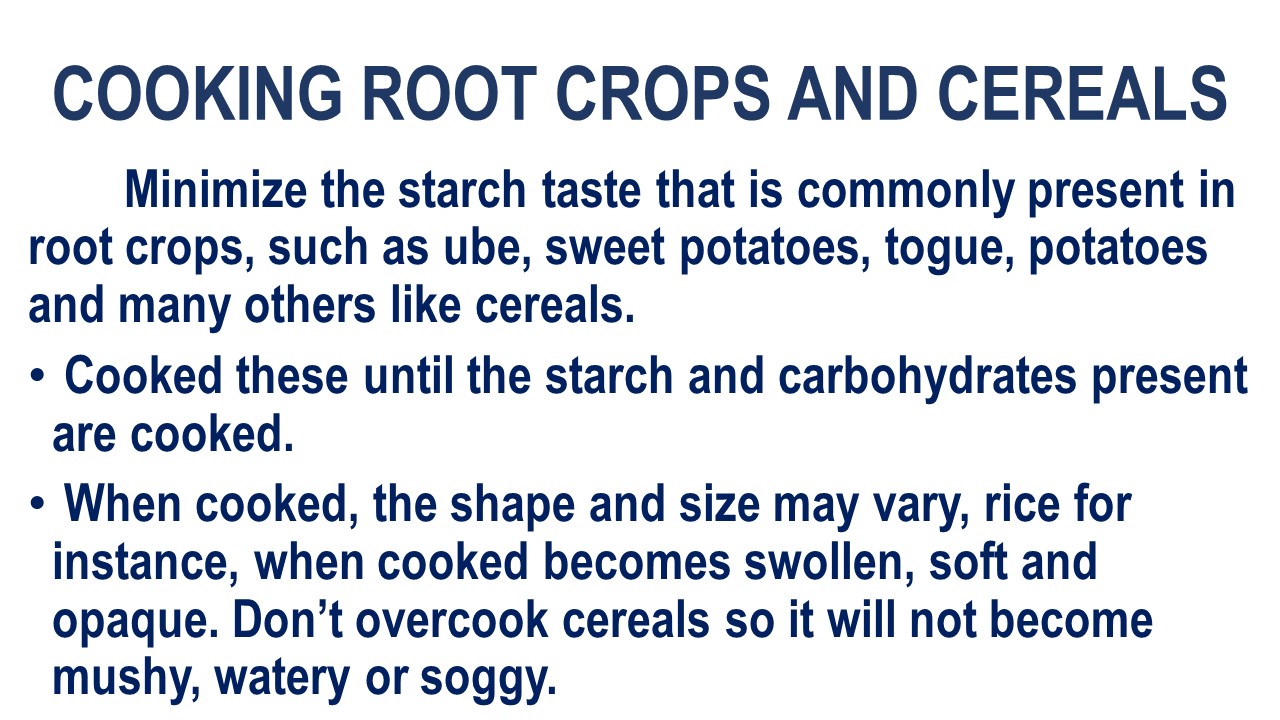 COOKING ROOT CROPS AND CEREALS
Minimize the starch taste that is commonly present in
root crops, such as ube, sweet potatoes, togue, potatoes
and many others like cereals.
• Cooked these until the starch and carbohydrates present
are cooked.
• When cooked, the shape and size may vary, rice for
instance, when cooked becomes swollen, soft and
opaque. Don’t overcook cereals so it will not become
mushy, watery or soggy.